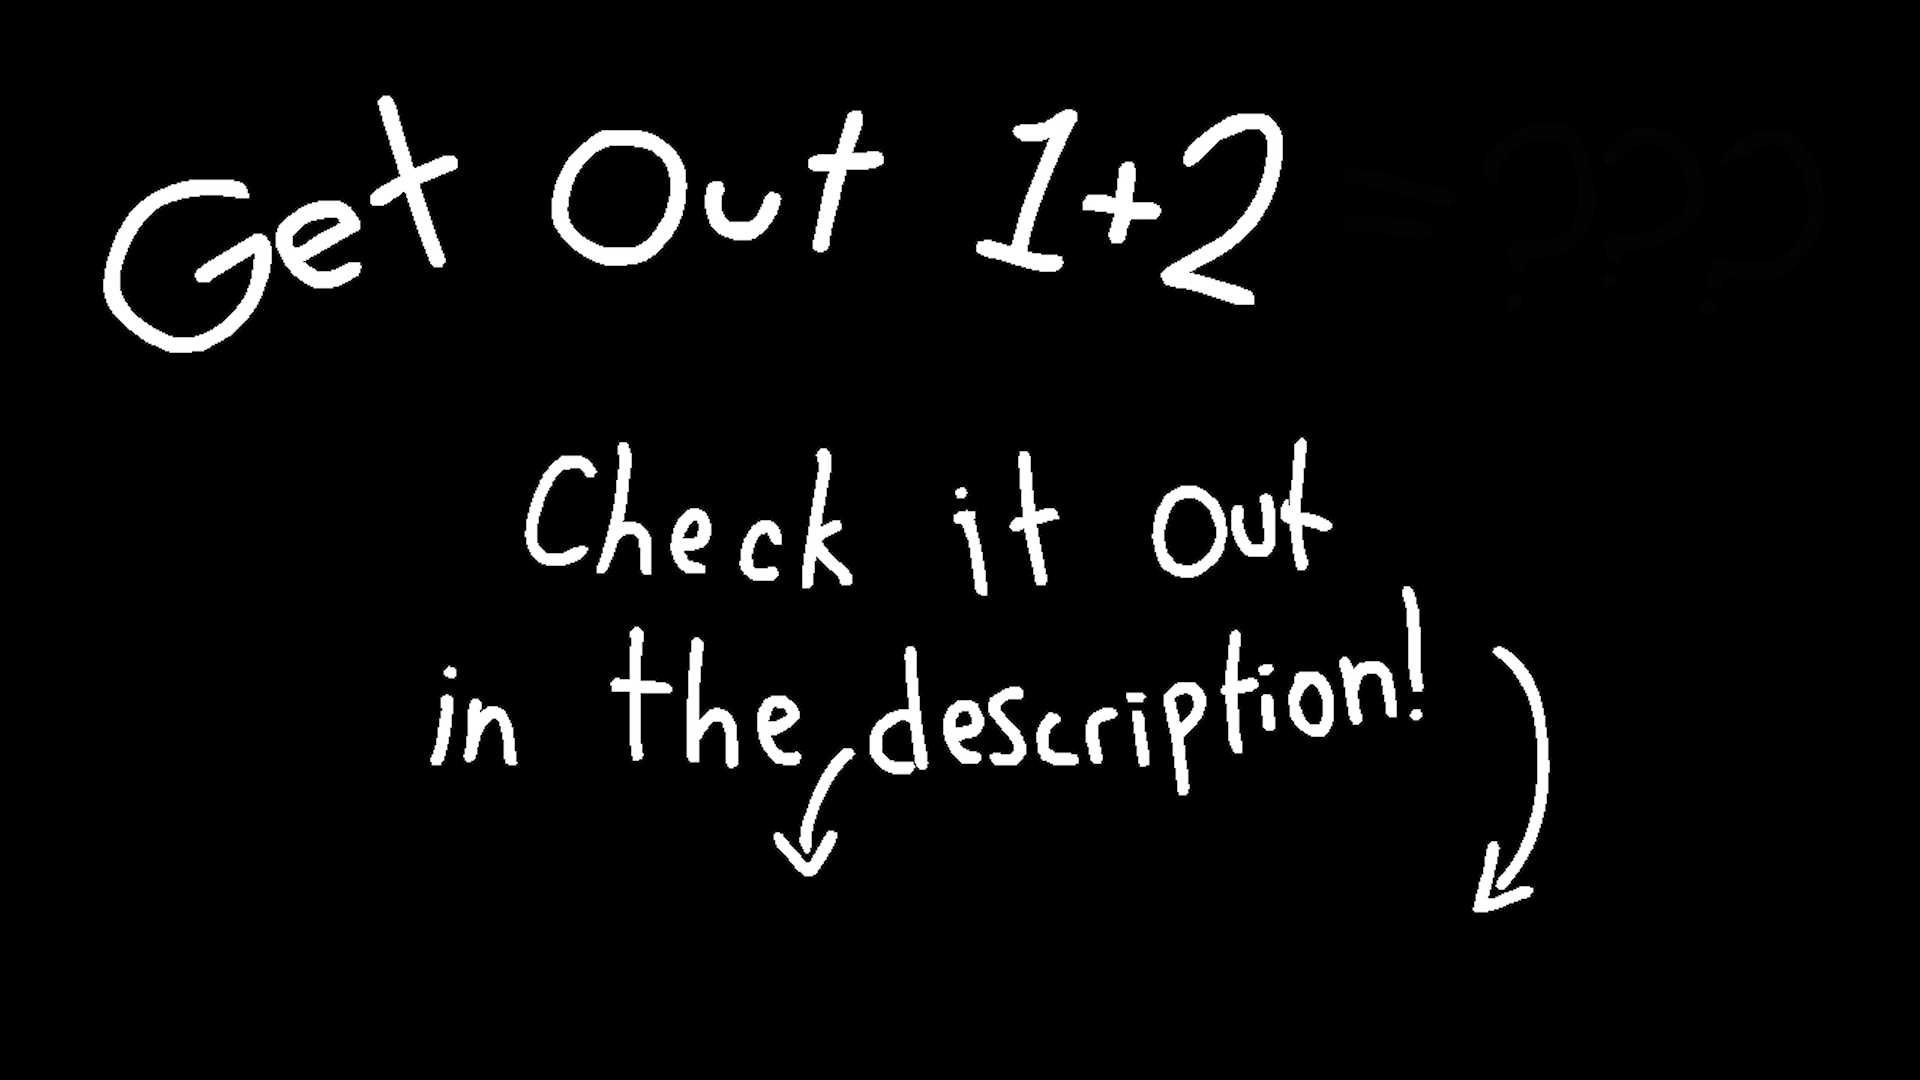 Get Out 1+2 = ???
Check it out
in the description!